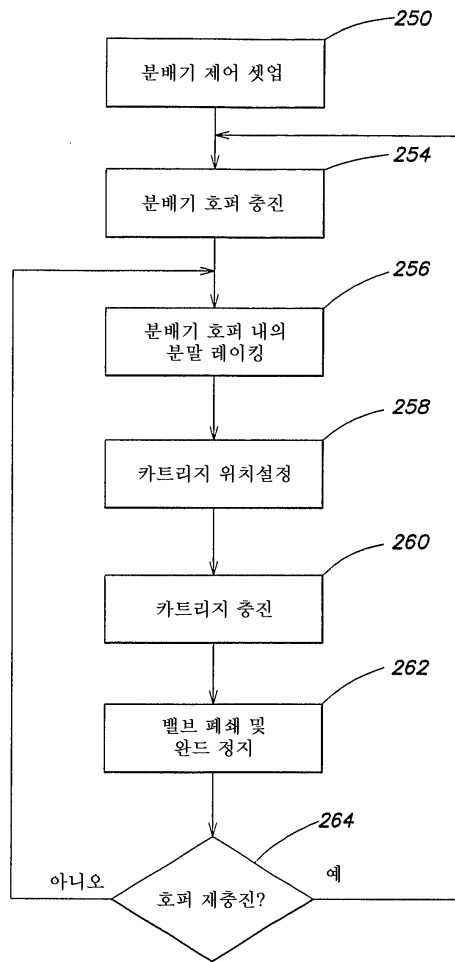 250
분배기 제어 셋업
254
분배기 호퍼 충진
256
분배기 호퍼 내의
분말 레이킹
258
카트리지 위치설정
260
카트리지 충진
262
밸브 폐쇄 및
완드 정지
264
아니오
예
호퍼 재충진?